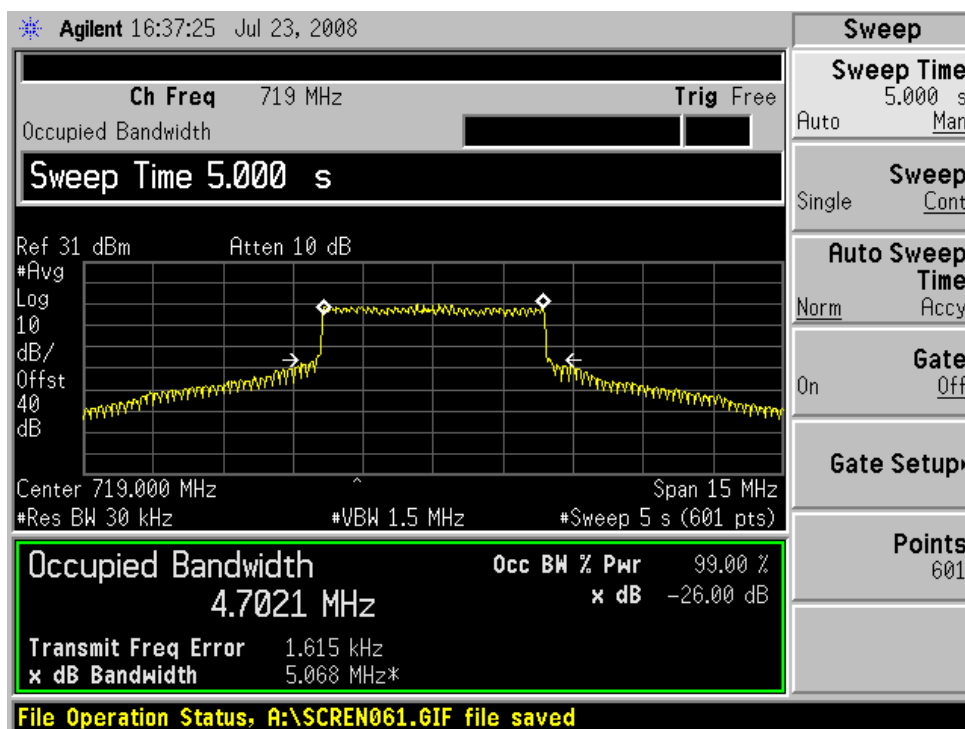 Agilent 16:37:25 Jul 23, 2008
Sweep
Ch Freq 719 MHz Trig Free
Occupied Bandwidth
Sweep Time 5.000 s
Ref 31 dBm Atten 10 dB
#Avg
Log
10
dB/
Offst
40
dB
Center 719.000 MHz Span 15 MHz
#Res BW 30 kHz #VBW 1.5 MHz #Sweep 5 s (601 pts)
Occupied Bandwidth
4.7021 MHz
Occ BW % Pwr 99.00 %
x dB -26.00 dB
Transmit Freq Error 1.615 kHz
x dB Bandwidth 5.068 MHz*
File Operation Status, A:\SCREN061.GIF file saved
Sweep Time
5.000 s
Auto Man
Sweep
Single Cont
Auto Sweep
Time
Norm Accy
Gate
On Off
Gate Setup
Points
601